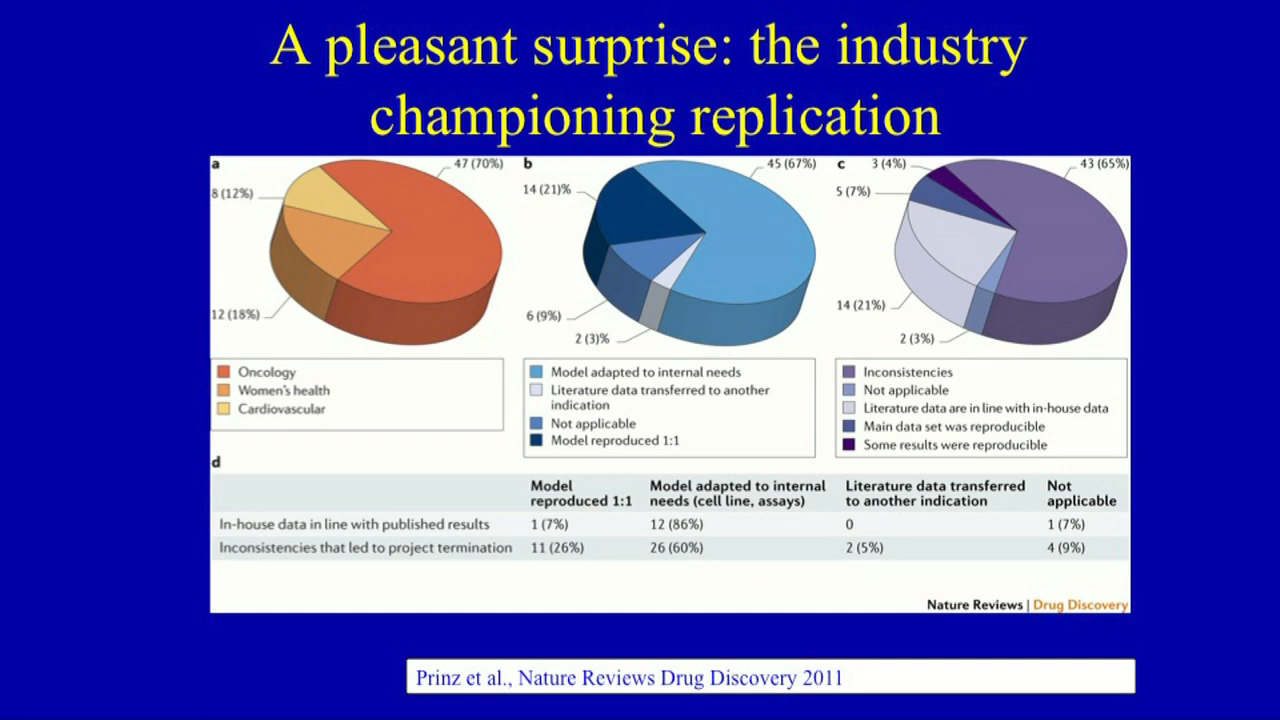 A pleasant surprise: the industry
championing replication
a
47 (70%)
8 (12%)
12 (18%)
Oncology
Women's health
Cardiovascular
b
45 (67%)
14 (21)%
6 (9%)
2 (3)%
Model adapted to internal needs
Literature data transferred to another
indication
Not applicable
Model reproduced 1:1
c
3 (4%)
43 (65%)
5 (7%)
14 (21%)
2 (3%)
Inconsistencies
Not applicable
Literature data are in line with in-house data
Main data set was reproducible
Some results were reproducible
d
Model
reproduced 1:1
Model adapted to internal
needs (cell line, assays)
Literature data transferred
to another indication
Not
applicable
In-house data in line with published results 1 (7%) 12 (86%) 0 1 (7%)
Inconsistencies that led to project termination 11 (26%) 26 (60%) 2 (5%) 4 (9%)
Nature Reviews | Drug Discovery
Prinz et al., Nature Reviews Drug Discovery 2011